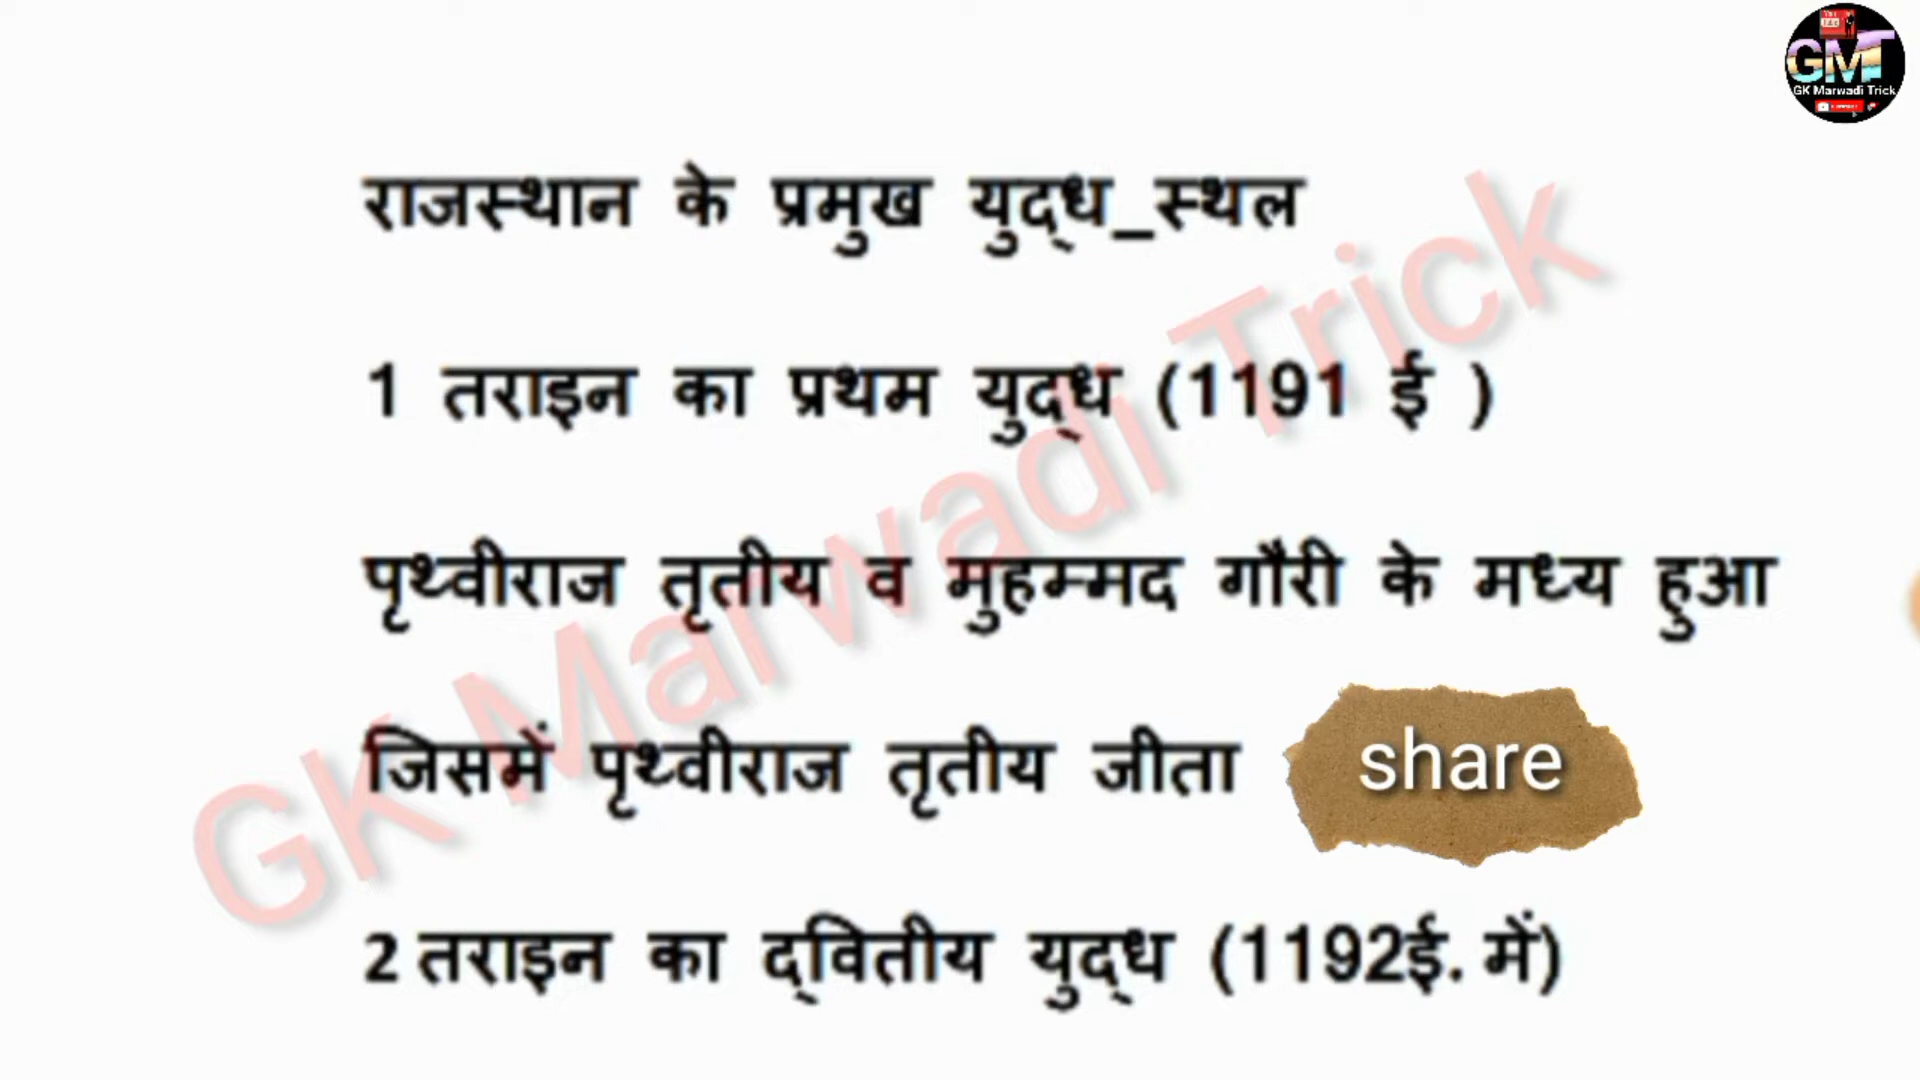 GMT
GK Marwadi Trick
राजस्थान के प्रमुख युद्ध_स्थल
1 तराइन का प्रथम युद्ध (1191 ई )
पृथ्वीराज तृतीय व मुहम्मद गौरी के मध्य हुआ
जिसमें पृथ्वीराज तृतीय जीता
share
2 तराइन का द्वितीय युद्ध (1192ई. में)
GK Marwadi Trick